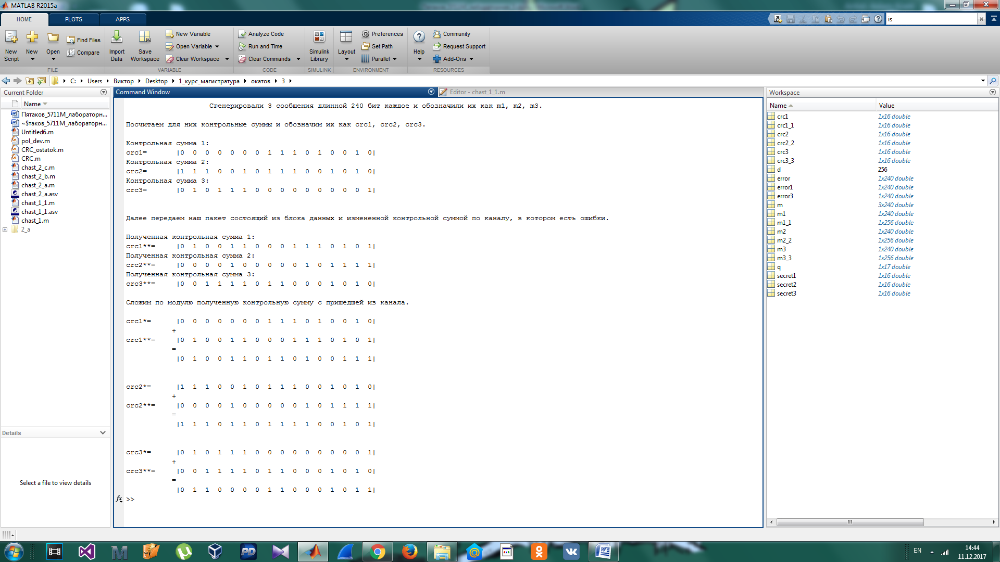 MATLAB R2015a
HOME PLOTS APPS
is
New Script
New
Open
Find Files
Compare
FILE
Import Data
Save Workspace
New Variable
Open Variable
Clear Workspace
VARIABLE
Analyze Code
Run and Time
Clear Commands
CODE
Simulink Library
SIMULINK
Layout
Preferences
Set Path
Parallel
ENVIRONMENT
Help
Community
Request Support
Add-Ons
RESOURCES
C: Users Виктор Desktop 1_курс_магистратура окатов 3
Current Folder
Name
Пятаков_5711М_лабораторн...
~$таков_5711М_лабораторн...
Untitled6.m
pol_dev.m
CRC_ostatok.m
CRC.m
chast_2_c.m
chast_2_b.m
chast_2_a.m
chast_2_a.asv
chast_1_1.m
chast_1_1.asv
chast_1.m
2_a
Details
Select a file to view details
Command Window
Editor - chast_1_1.m
Сгенерировали 3 сообщения длинной 240 бит каждое и обозначили их как m1, m2, m3.
Посчитаем для них контрольные суммы и обозначим их как crc1, crc2, crc3.
Контрольная сумма 1:
crc1= |0 0 0 0 0 0 0 1 1 1 0 1 0 0 1 0|
Контрольная сумма 2:
crc2= |1 1 1 0 0 1 0 1 1 1 0 0 1 0 1 0|
Контрольная сумма 3:
crc3= |0 1 0 1 1 1 0 0 0 0 0 0 0 0 0 1|
Далее передаем наш пакет состоящий из блока данных и измененной контрольной суммой по каналу, в котором есть ошибки.
Полученная контрольная сумма 1:
crc1**= |0 1 0 0 1 1 0 0 0 1 1 1 0 1 0 1|
Полученная контрольная сумма 2:
crc2**= |0 0 0 0 1 0 0 0 0 0 1 0 1 1 1 1|
Полученная контрольная сумма 3:
crc3**= |0 0 1 1 1 1 0 1 1 0 0 0 1 0 1 0|
Сложим по модулю полученную контрольную сумму с пришедшей из канала.
crc1*= |0 0 0 0 0 0 0 1 1 1 0 1 0 0 1 0|
+
crc1**= |0 1 0 0 1 1 0 0 0 1 1 1 0 1 0 1|
=
|0 1 0 0 1 1 0 1 1 0 1 0 0 1 1 1|
crc2*= |1 1 1 0 0 1 0 1 1 1 0 0 1 0 1 0|
+
crc2**= |0 0 0 0 1 0 0 0 0 0 1 0 1 1 1 1|
=
|1 1 1 0 1 1 0 1 1 1 1 0 0 1 0 1|
crc3*= |0 1 0 1 1 1 0 0 0 0 0 0 0 0 0 1|
+
crc3**= |0 0 1 1 1 1 0 1 1 0 0 0 1 0 1 0|
=
|0 1 1 0 0 0 0 1 1 0 0 0 1 0 1 1|
fx >>
Workspace
Name Value
crc1 1x16 double
crc1_1 1x16 double
crc2 1x16 double
crc2_2 1x16 double
crc3 1x16 double
crc3_3 1x16 double
d 256
error 1x240 double
error1 1x240 double
error3 1x240 double
m 3x240 double
m1 1x240 double
m1_1 1x256 double
m2 1x240 double
m2_2 1x256 double
m3 1x240 double
m3_3 1x256 double
q 1x17 double
secret1 1x16 double
secret2 1x16 double
secret3 1x16 double
EN
14:44
11.12.2017